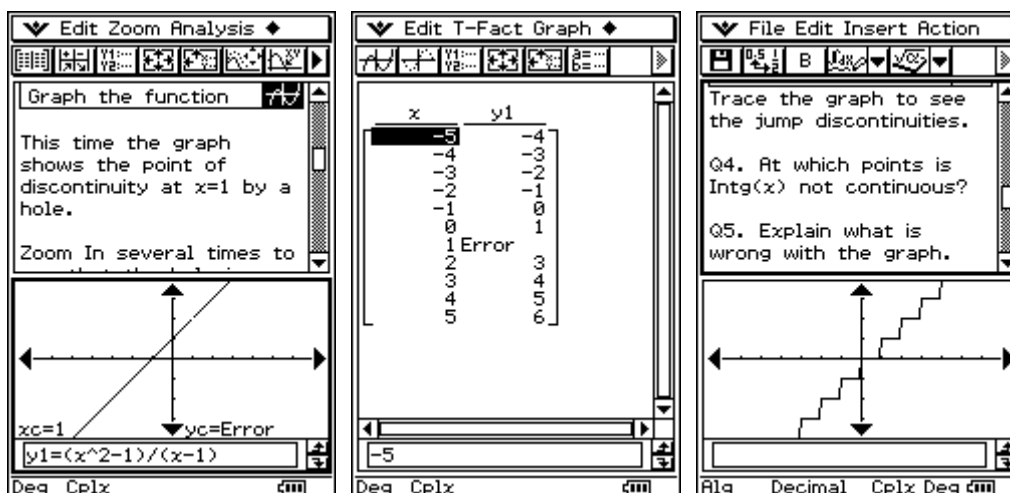 Edit Zoom Analysis ◆
Graph the function
This time the graph
shows the point of
discontinuity at x=1 by a
hole.
Zoom In several times to
xc=1
yc=Error
y1=(x^2-1)/(x-1)
Deg Cplx
Edit T-Fact Graph ◆
Y1:
Y2:
x y1
-5 -4
-4 -3
-3 -2
-2 -1
-1 0
0 1
1 Error
2 3
3 4
4 5
5 6
-5
Deg Cplx
File Edit Insert Action
B
Trace the graph to see
the jump discontinuities.
Q4. At which points is
Intg(x) not continuous?
Q5. Explain what is
wrong with the graph.
Alg Decimal Cplx Deg